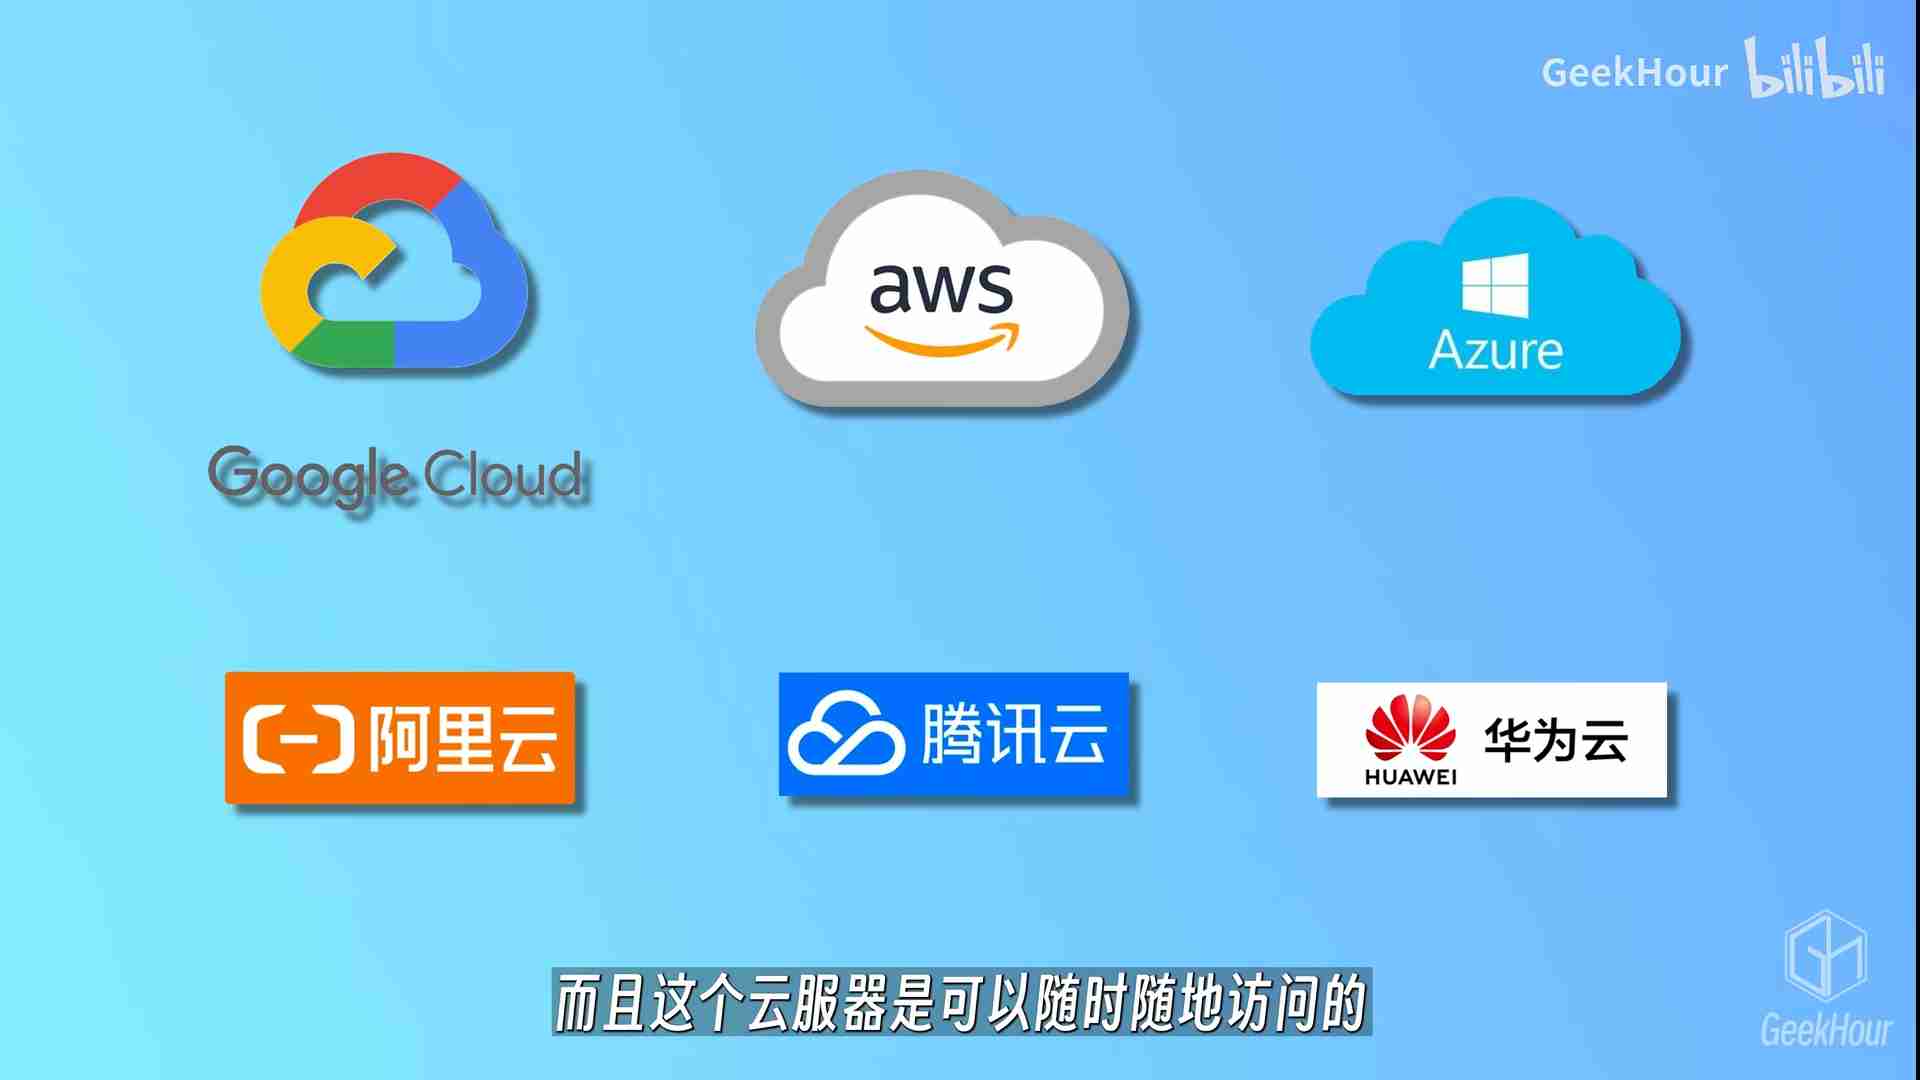 GeekHour bilibili
aws
Azure
Google Cloud
阿里云
腾讯云
HUAWEI 华为云
而且这个云服器是可以随时随地访问的
GeekHour